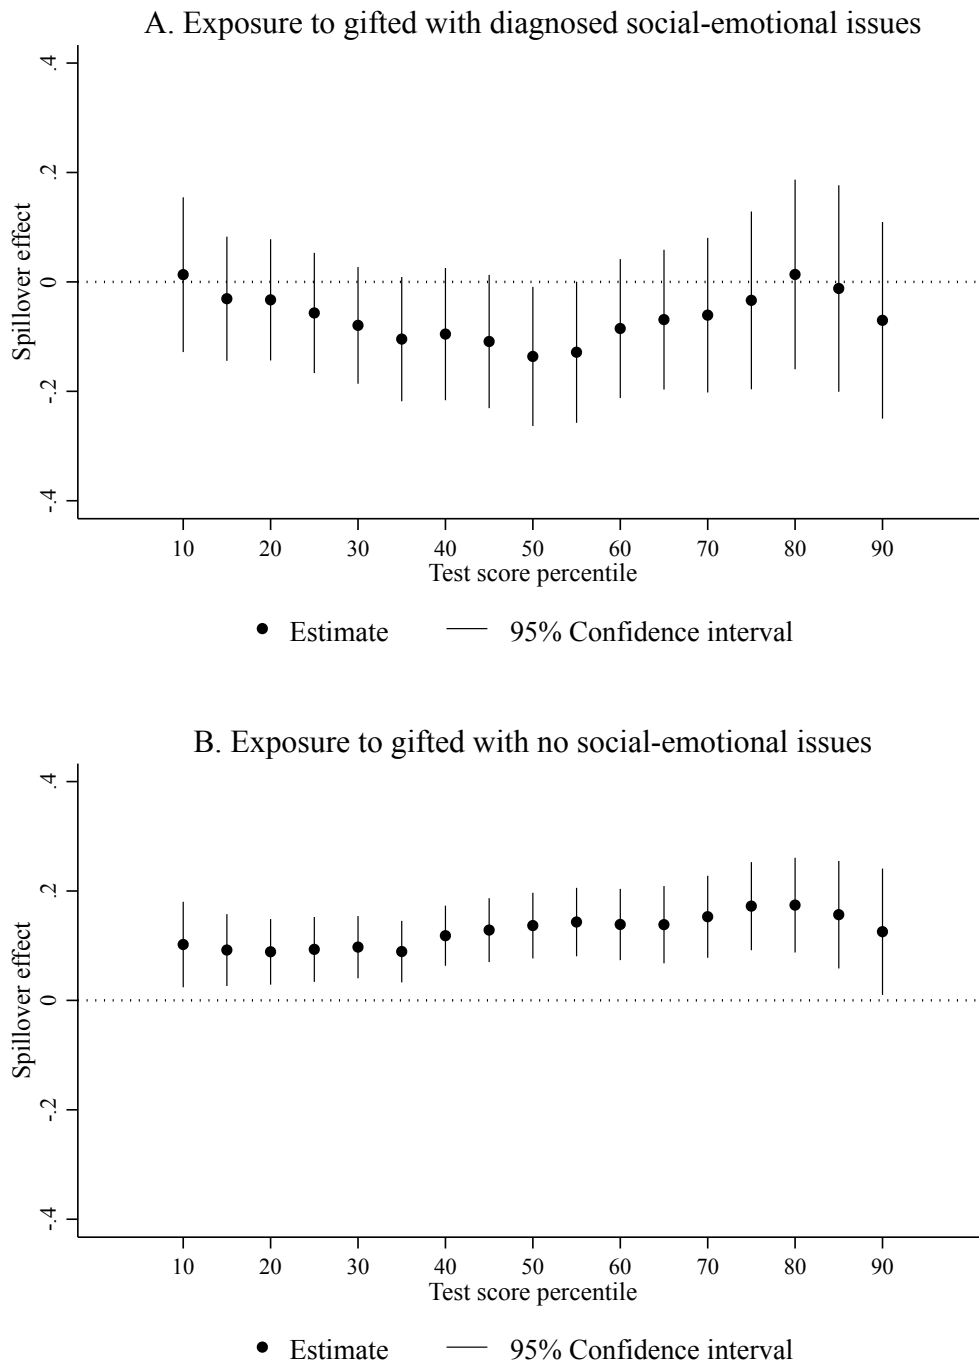 A. Exposure to gifted with diagnosed social-emotional issues
Spillover effect
.4
.2
0
-.2
-.4
10 20 30 40 50 60 70 80 90
Test score percentile
Estimate 95% Confidence interval
B. Exposure to gifted with no social-emotional issues
Spillover effect
.4
.2
0
-.2
-.4
10 20 30 40 50 60 70 80 90
Test score percentile
Estimate 95% Confidence interval